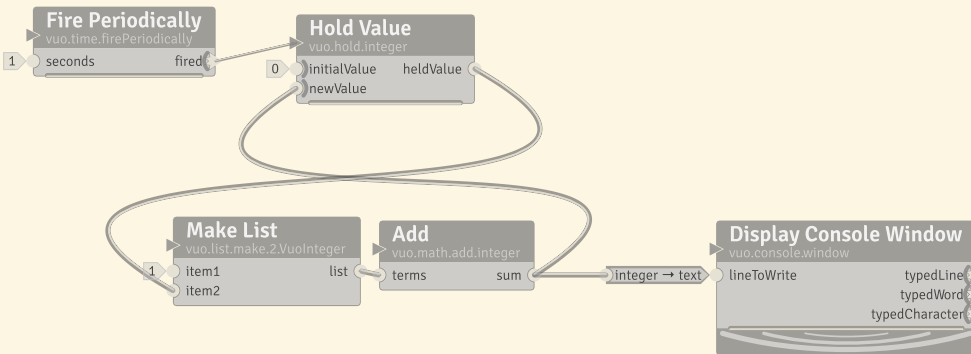 Fire Periodically
vuo.time.firePeriodically
1 seconds fired
Hold Value
vuo.hold.integer
0 initialValue heldValue
newValue
Make List
vuo.list.make.2.VuoInteger
1 item1 list
item2
Add
vuo.math.add.integer
terms sum
integer → text
Display Console Window
vuo.console.window
lineToWrite typedLine
typedWord
typedCharacter